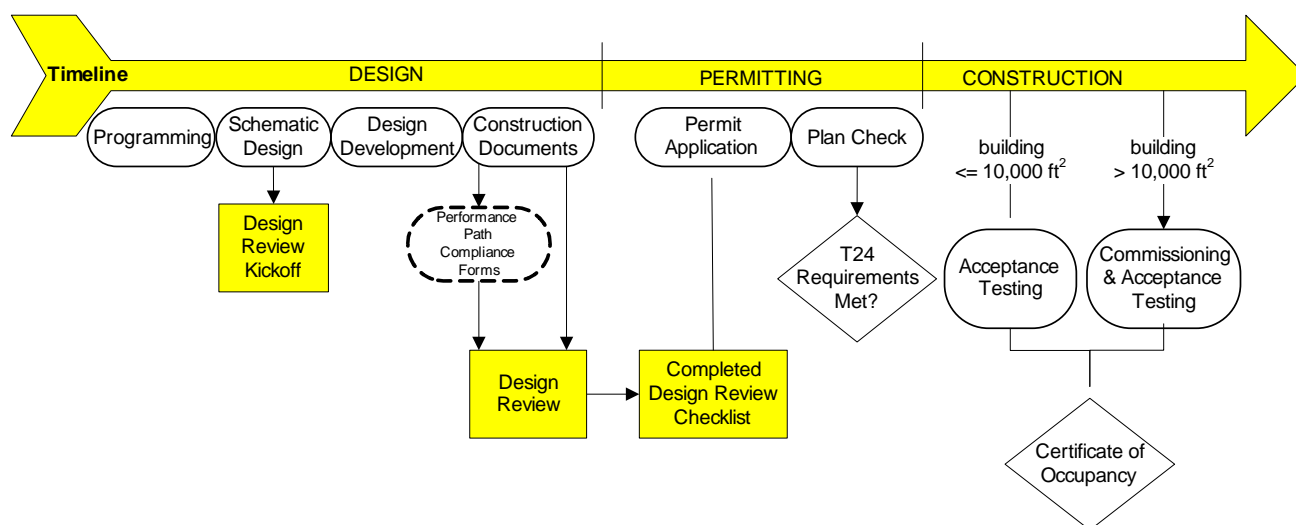 Timeline
DESIGN
PERMITTING
CONSTRUCTION
Programming
Schematic
Design
Design
Development
Construction
Documents
Permit
Application
Plan Check
building
<= 10,000 ft²
building
> 10,000 ft²
Design
Review
Kickoff
Performance
Path
Compliance
Forms
T24
Requirements
Met?
Acceptance
Testing
Commissioning
& Acceptance
Testing
Design
Review
Completed
Design Review
Checklist
Certificate of
Occupancy